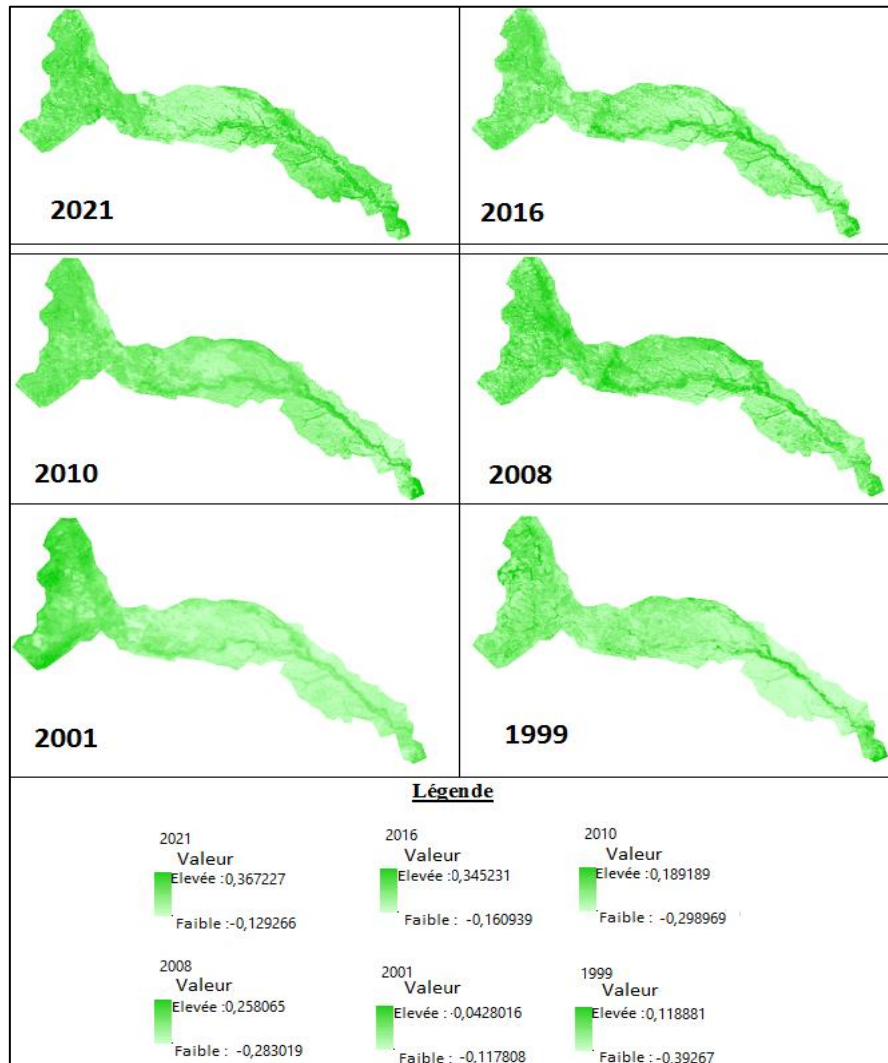 2021
2016
2010
2008
2001
1999
Légende
2021
Valeur
Elevée :0,367227
Faible :-0,129266
2016
Valeur
Elevée :0,345231
Faible : -0,160939
2010
Valeur
Elevée :0,189189
Faible : -0,298969
2008
Valeur
Elevée :0,258065
Faible : -0,283019
2001
Valeur
Elevée :-0,0428016
Faible : -0,117808
1999
Valeur
Elevée :0,118881
Faible : -0,39267